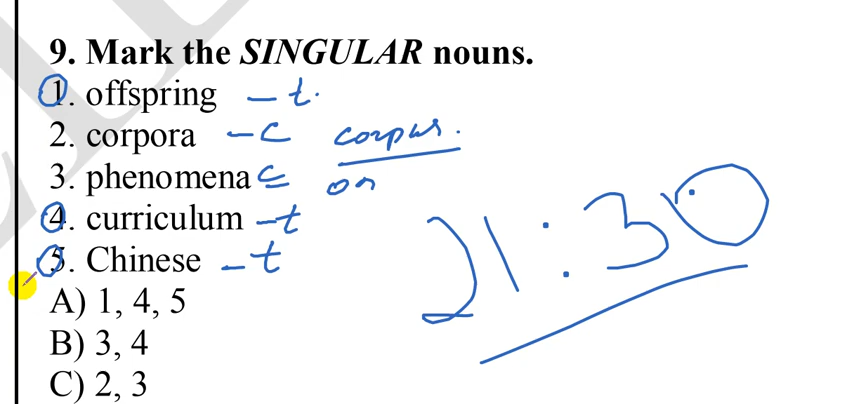 9. Mark the SINGULAR nouns.
1. offspring – t.
2. corpora – c corpus.
3. phenomena c on
4. curriculum – t
5. Chinese – t
21:30
A) 1, 4, 5
B) 3, 4
C) 2, 3